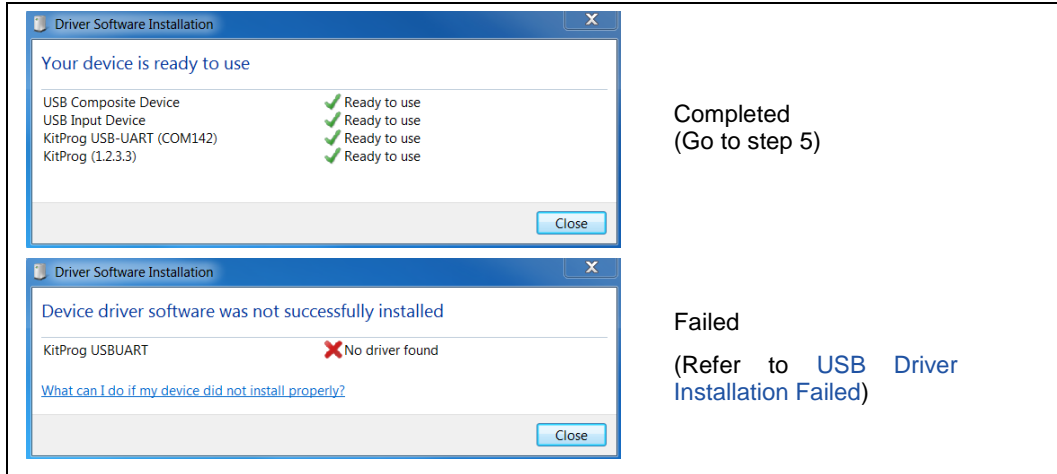 Driver Software Installation
X
Your device is ready to use
USB Composite Device Ready to use
USB Input Device Ready to use
KitProg USB-UART (COM142) Ready to use
KitProg (1.2.3.3) Ready to use
Close
Completed
(Go to step 5)
Driver Software Installation
X
Device driver software was not successfully installed
KitProg USBUART No driver found
What can I do if my device did not install properly?
Close
Failed
(Refer to USB Driver
Installation Failed)